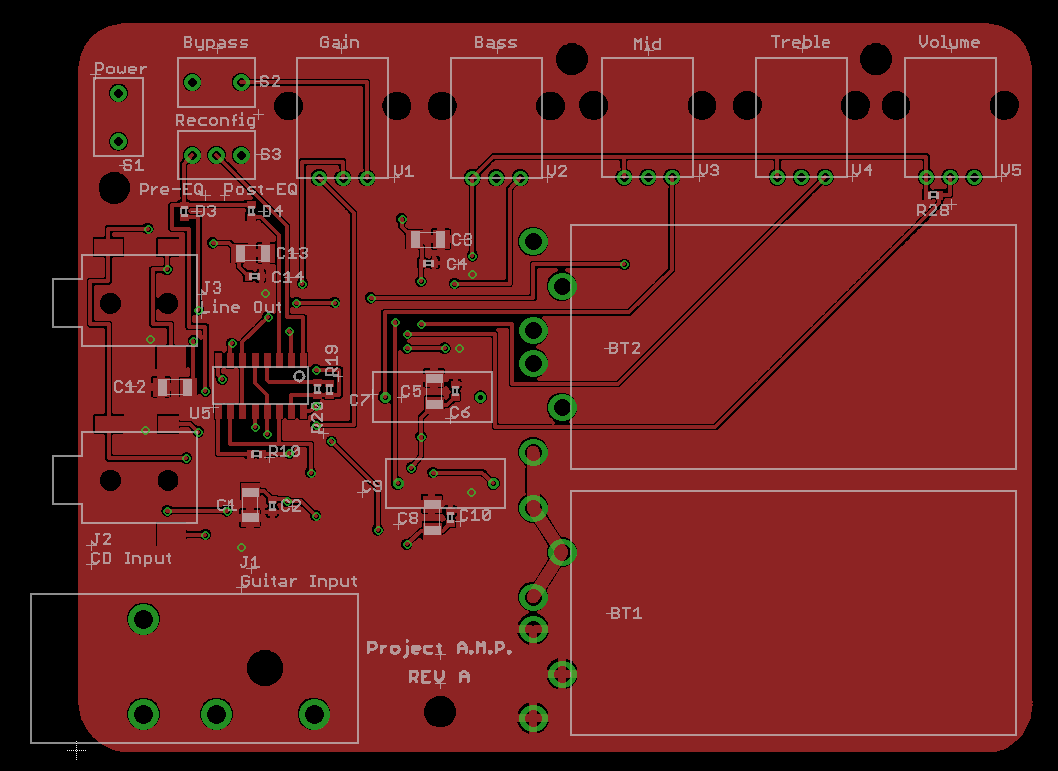 Bypass
Gain
Bass
Mid
Treble
Volume
Power
S2
Reconfig
S3
S1
V1
V2
V3
V4
V5
Pre-EQ
Post-EQ
D3
D4
R28
C13
C3
C4
C14
J3
Line Out
BT2
R19
C12
C7
C5
C6
U5
R20
R10
C9
C1
C2
C8
C10
J2
CD Input
J1
Guitar Input
BT1
Project A.M.P.
REV A